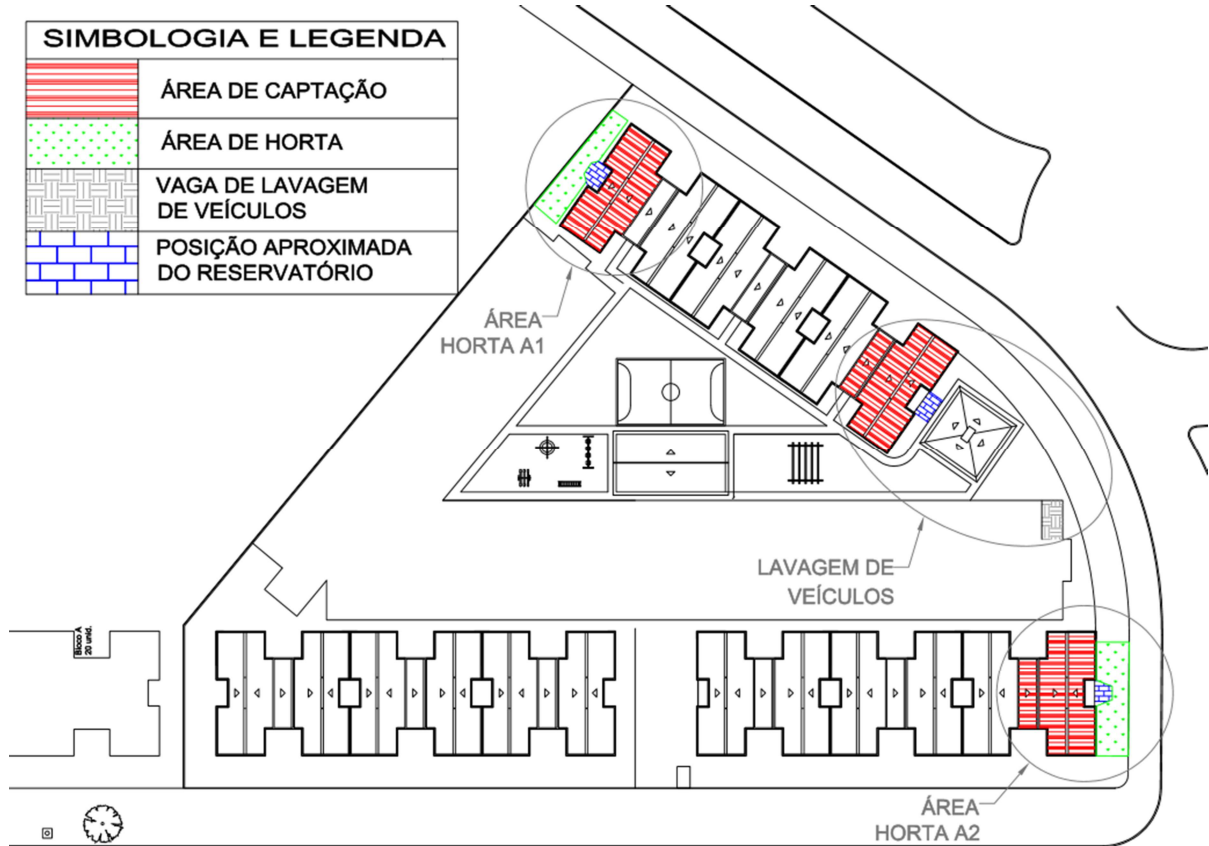 SIMBOLOGIA E LEGENDA
ÁREA DE CAPTAÇÃO
ÁREA DE HORTA
VAGA DE LAVAGEM
DE VEÍCULOS
POSIÇÃO APROXIMADA
DO RESERVATÓRIO
ÁREA
HORTA A1
LAVAGEM DE
VEÍCULOS
Bloco A
20 unid.
ÁREA
HORTA A2